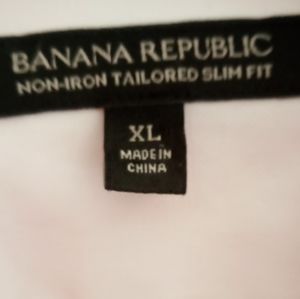 BANANA REPUBLIC
NON-IRON TAILORED SLIM FIT
XL
MADE IN
CHINA